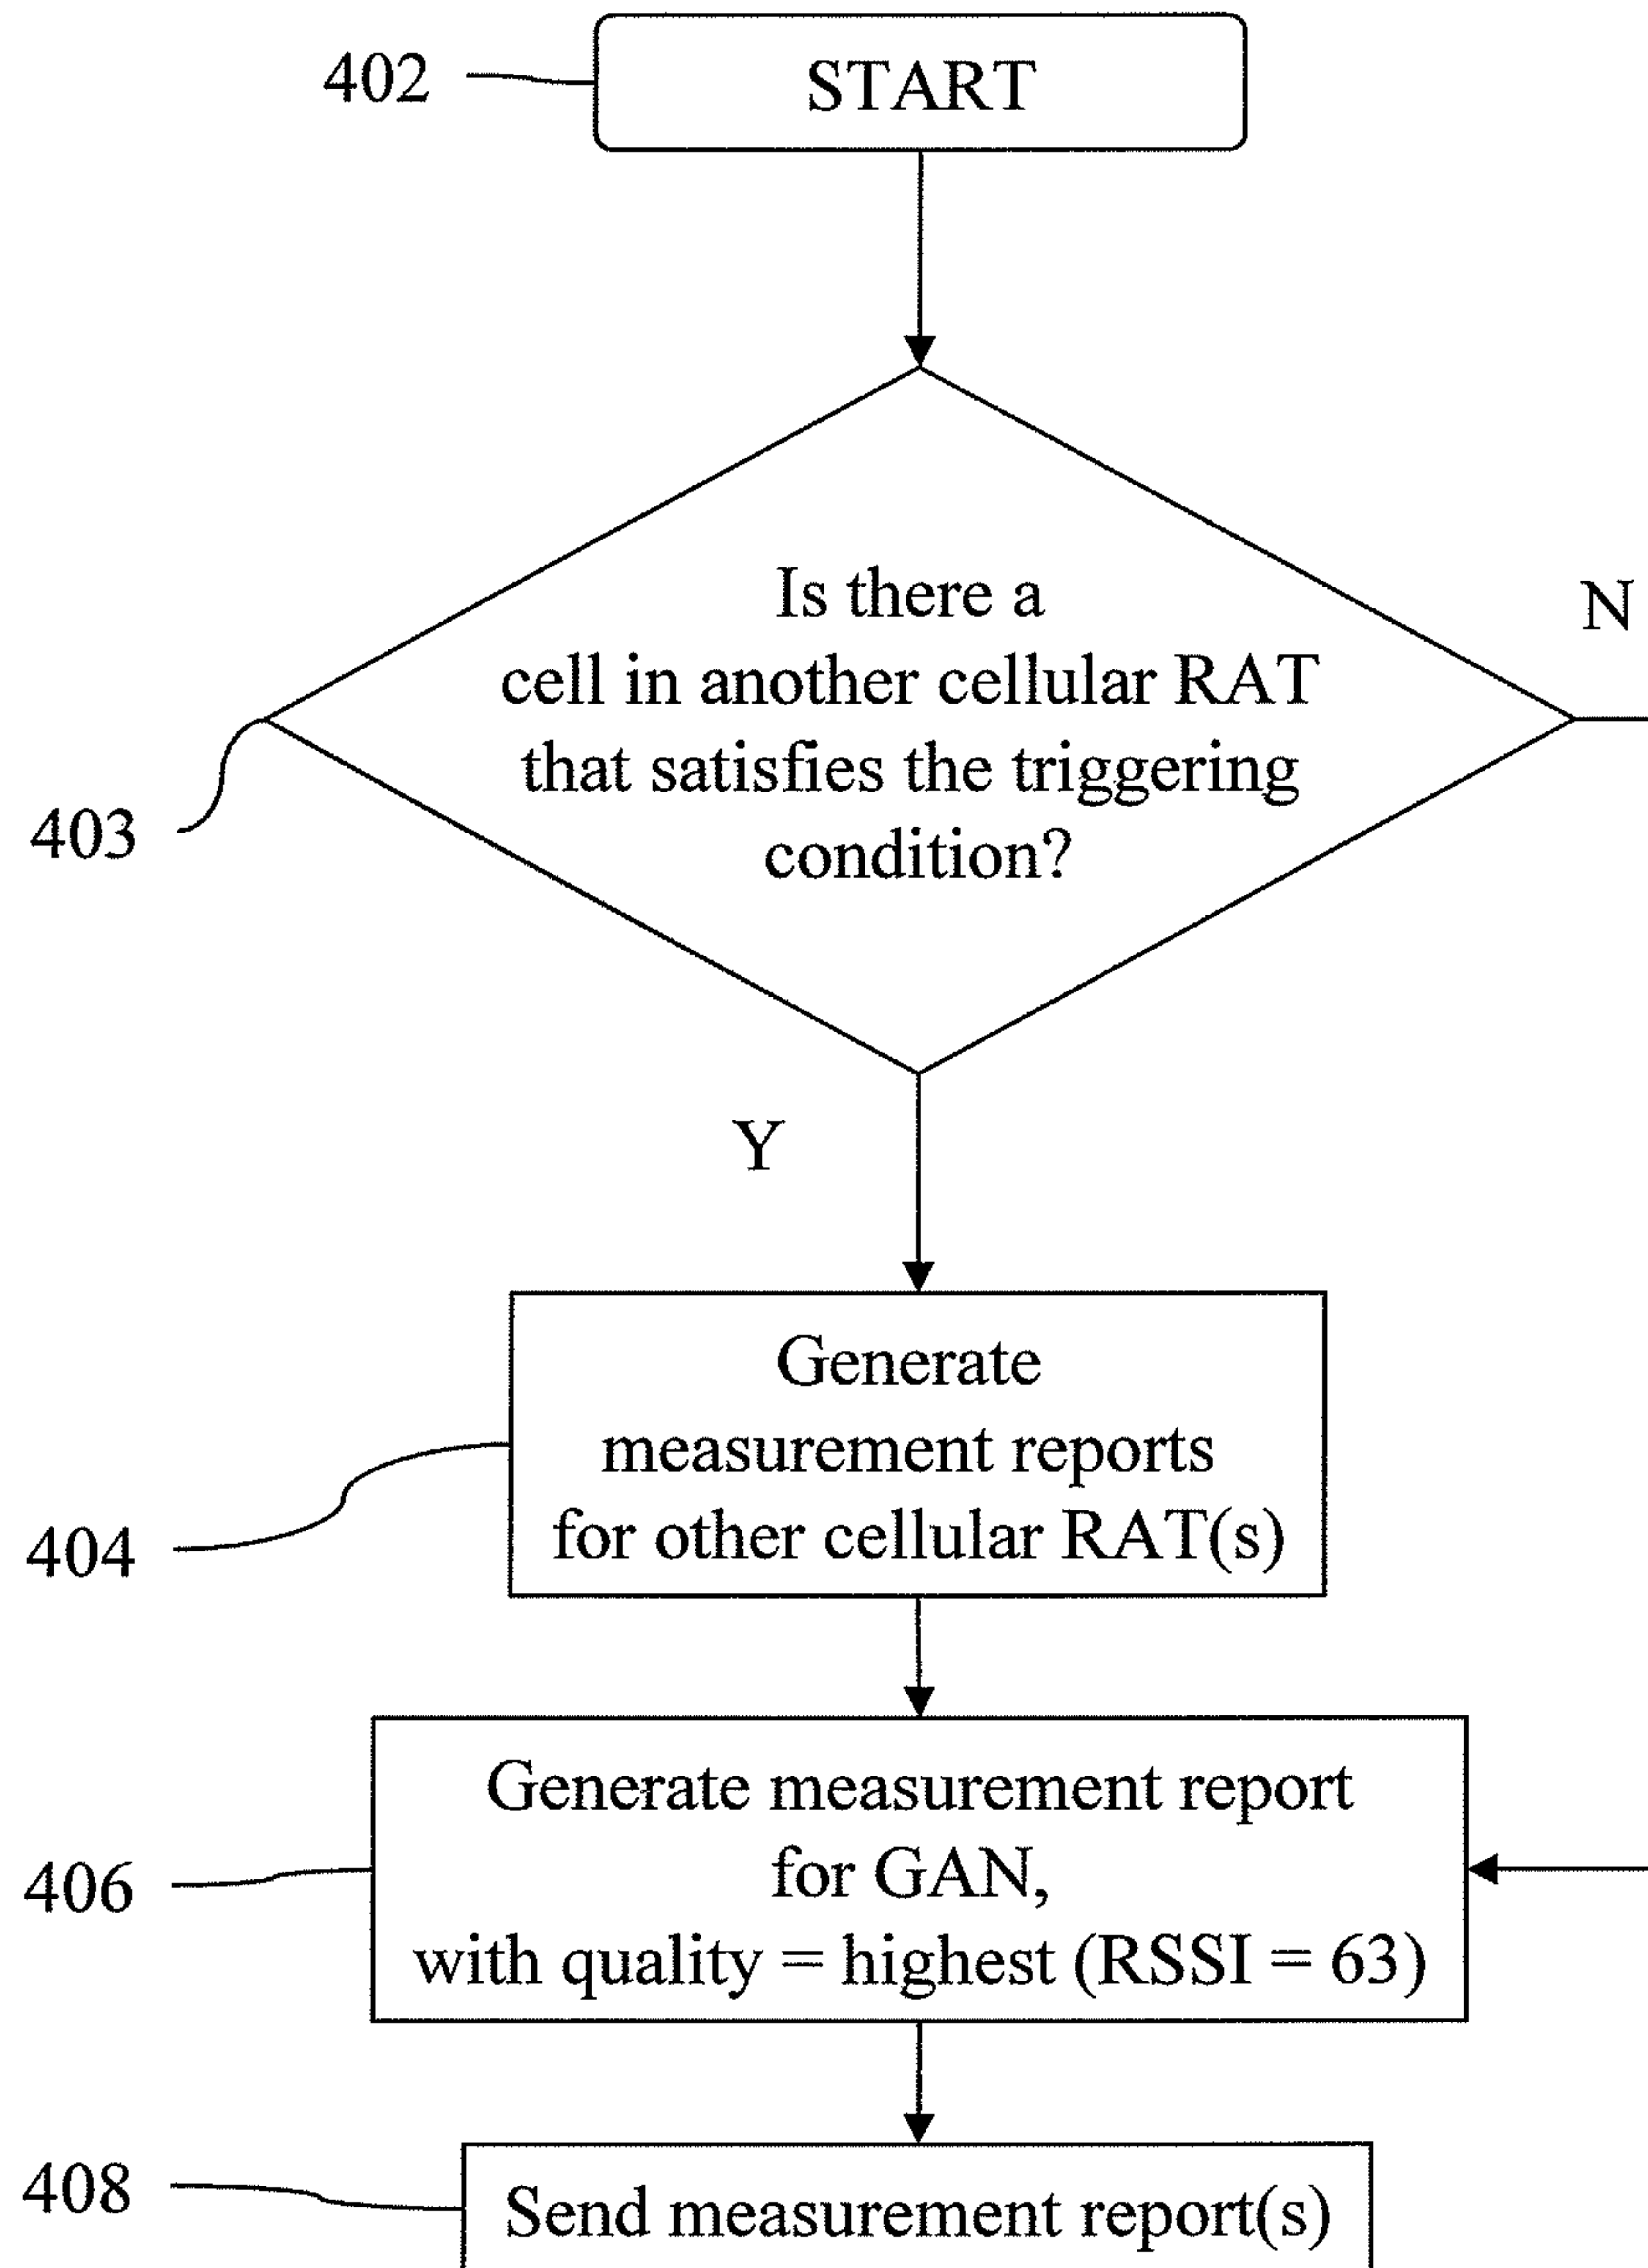 402
START
Is there a
cell in another cellular RAT
that satisfies the triggering
condition?
N
403
Y
Generate
measurement reports
for other cellular RAT(s)
404
Generate measurement report
for GAN,
with quality = highest (RSSI = 63)
406
408
Send measurement report(s)